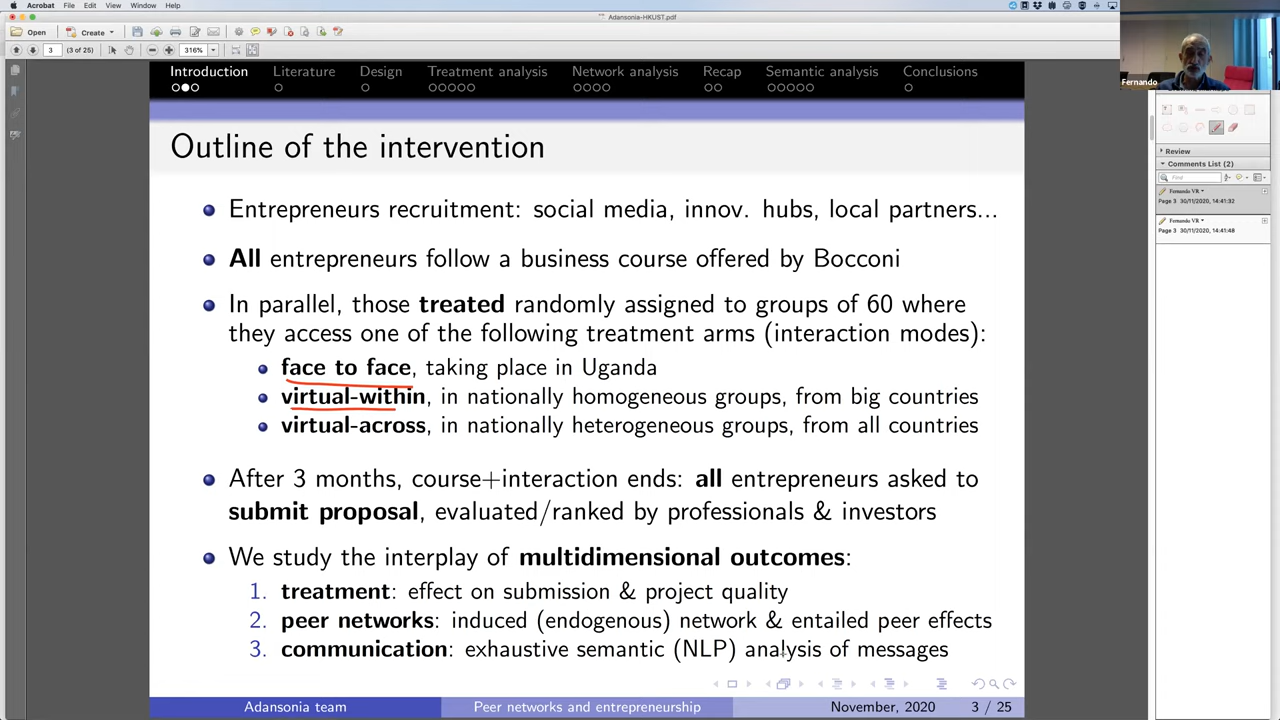 Acrobat File Edit View Window Help
Adansonia-HKUST.pdf
Open Create
3 (3 of 25) 316%
Introduction Literature Design Treatment analysis Network analysis Recap Semantic analysis Conclusions
Fernando
Outline of the intervention
Entrepreneurs recruitment: social media, innov. hubs, local partners...
All entrepreneurs follow a business course offered by Bocconi
In parallel, those treated randomly assigned to groups of 60 where
they access one of the following treatment arms (interaction modes):
face to face, taking place in Uganda
virtual-within, in nationally homogeneous groups, from big countries
virtual-across, in nationally heterogeneous groups, from all countries
After 3 months, course+interaction ends: all entrepreneurs asked to
submit proposal, evaluated/ranked by professionals & investors
We study the interplay of multidimensional outcomes:
1. treatment: effect on submission & project quality
2. peer networks: induced (endogenous) network & entailed peer effects
3. communication: exhaustive semantic (NLP) analysis of messages
Adansonia team Peer networks and entrepreneurship November, 2020 3 / 25
Review
Comments List (2)
Find
Fernando VR
Page 3 30/11/2020, 14:41:32
Fernando VR
Page 3 30/11/2020, 14:41:48